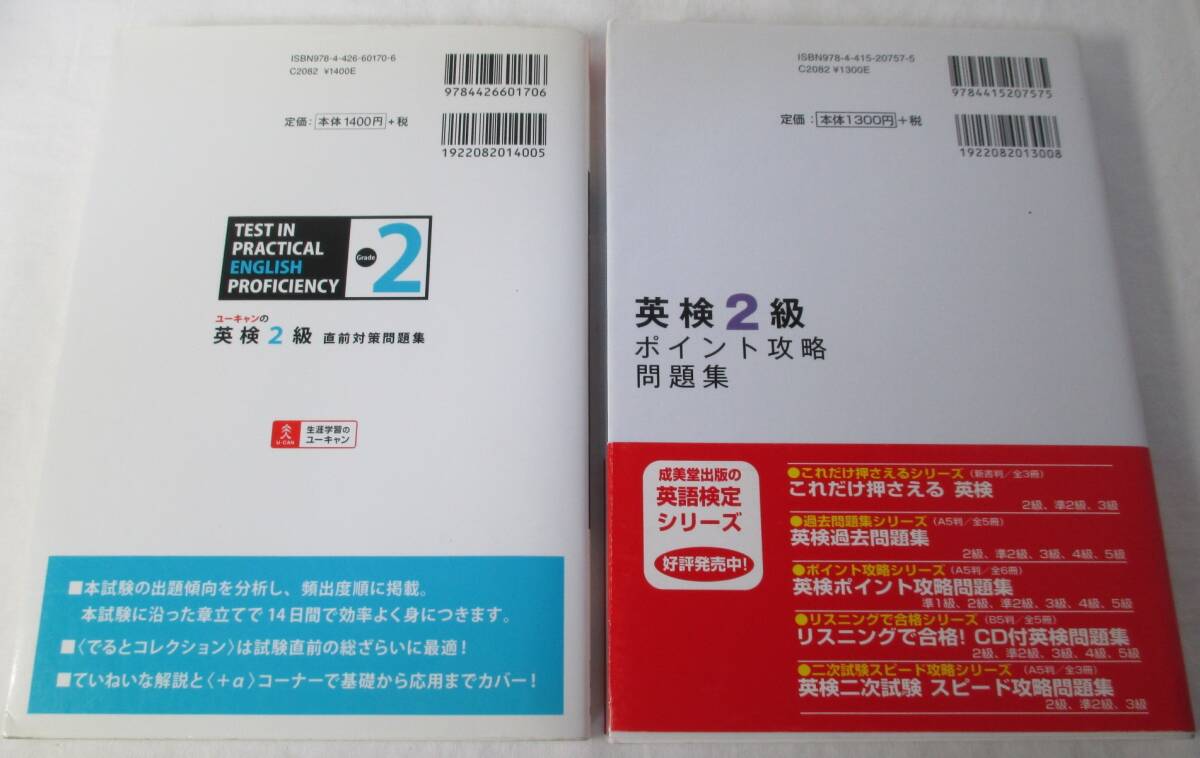 ISBN978-4-426-60170-6
C2082 ¥1400E
9784426601706
定価：本体1400円＋税
1922082014005
TEST IN
PRACTICAL
ENGLISH
PROFICIENCY
Grade
2
ユーキャンの
英検2級 直前対策問題集
U-CAN
生涯学習の
ユーキャン
■本試験の出題傾向を分析し、頻出度順に掲載。
本試験に沿った章立てで14日間で効率よく身につきます。
■〈でるとコレクション〉は試験直前の総ざらいに最適！
■ていねいな解説と〈＋α〉コーナーで基礎から応用までカバー！
ISBN978-4-415-20757-5
C2082 ¥1300E
9784415207575
定価：本体1300円＋税
1922082013008
英検2級
ポイント攻略
問題集
成美堂出版の
英語検定
シリーズ
好評発売中！
●これだけ押さえるシリーズ（新書判／全3冊）
これだけ押さえる 英検
2級、準2級、3級
●過去問題集シリーズ（A5判／全5冊）
英検過去問題集
2級、準2級、3級、4級、5級
●ポイント攻略シリーズ（A5判／全6冊）
英検ポイント攻略問題集
準1級、2級、準2級、3級、4級、5級
●リスニングで合格シリーズ（B5判／全5冊）
リスニングで合格！ CD付英検問題集
2級、準2級、3級、4級、5級
●二次試験スピード攻略シリーズ（A5判／全3冊）
英検二次試験 スピード攻略問題集
2級、準2級、3級